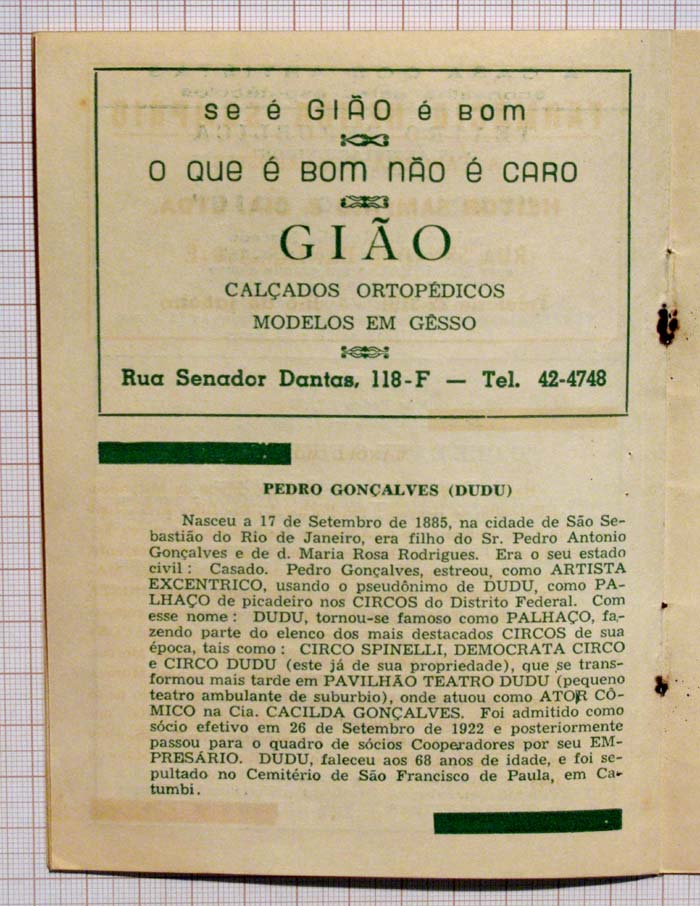 se é GIÃO é BOM
O QUE É BOM NÃO É CARO
GIÃO
CALÇADOS ORTOPÉDICOS
MODELOS EM GÊSSO
Rua Senador Dantas, 118-F — Tel. 42-4748
PEDRO GONÇALVES (DUDU)
Nasceu a 17 de Setembro de 1885, na cidade de São Se-
bastião do Rio de Janeiro, era filho do Sr. Pedro Antonio
Gonçalves e de d. Maria Rosa Rodrigues. Era o seu estado
civil : Casado. Pedro Gonçalves, estreou, como ARTISTA
EXCENTRICO, usando o pseudônimo de DUDU, como PA-
LHAÇO de picadeiro nos CIRCOS do Distrito Federal. Com
esse nome : DUDU, tornou-se famoso como PALHAÇO, fa-
zendo parte do elenco dos mais destacados CIRCOS de sua
época, tais como : CIRCO SPINELLI, DEMOCRATA CIRCO
e CIRCO DUDU (este já de sua propriedade), que se trans-
formou mais tarde em PAVILHÃO TEATRO DUDU (pequeno
teatro ambulante de suburbio), onde atuou como ATOR CÔ-
MICO na Cia. CACILDA GONÇALVES. Foi admitido como
sócio efetivo em 26 de Setembro de 1922 e posteriormente
passou para o quadro de sócios Cooperadores por seu EM-
PRESÁRIO. DUDU, faleceu aos 68 anos de idade, e foi se-
pultado no Cemitério de São Francisco de Paula, em Ca-
tumbi.